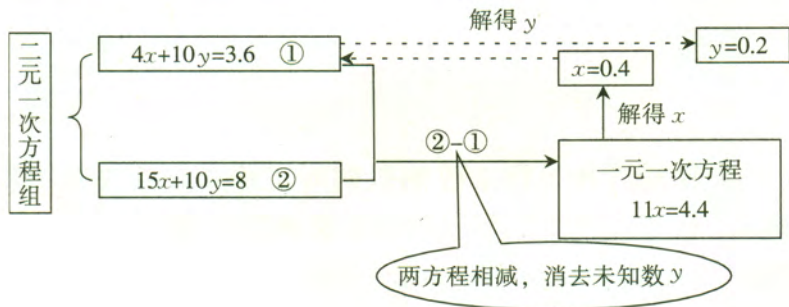 解得 y
二元一次方程组
4x+10y=3.6 ①
y=0.2
x=0.4
解得 x
②-①
15x+10y=8 ②
一元一次方程
11x=4.4
两方程相减，消去未知数 y